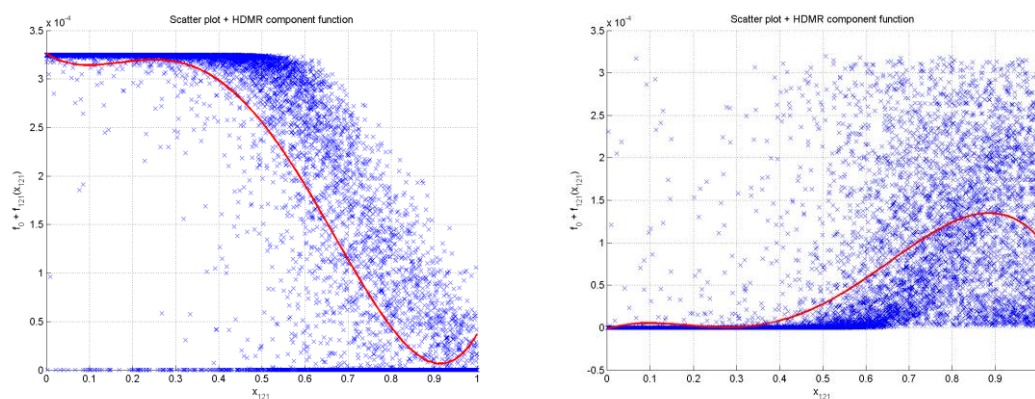 Scatter plot + HDMR component function
x 10⁻⁴
3.5
3
2.5
2
1.5
1
0.5
0
f₀ + f₁₂₁(x₁₂₁)
0 0.1 0.2 0.3 0.4 0.5 0.6 0.7 0.8 0.9 1
x₁₂₁
Scatter plot + HDMR component function
x 10⁻⁴
3.5
3
2.5
2
1.5
1
0.5
0
-0.5
f₀ + f₁₂₁(x₁₂₁)
0 0.1 0.2 0.3 0.4 0.5 0.6 0.7 0.8 0.9 1
x₁₂₁